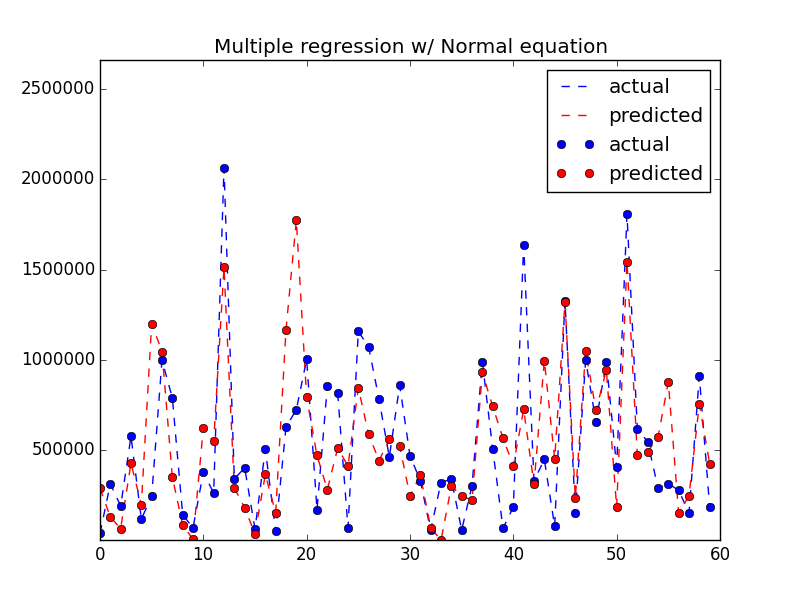 Multiple regression w/ Normal equation
2500000
2000000
1500000
1000000
500000
0
10
20
30
40
50
60
actual
predicted
actual
predicted